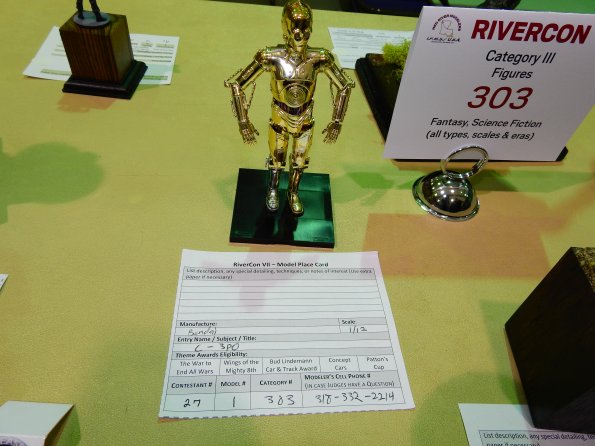 RIVERCON
Category III
Figures
303
Fantasy, Science Fiction
(all types, scales & eras)
RiverCon VII – Model Place Card
List description, any special detailing, techniques, or notes of interest (Use extra
paper if necessary)
Manufacture: Scale:
Bandai 1/12
Entry Name / Subject / Title:
C-3PO
Theme Awards Eligibility:
The War to End All Wars
Wings of the Mighty 8th
Bud Lindemann Car & Track Award
Concept Cars
Patton's Cup
CONTESTANT # MODEL # CATEGORY # MODELER'S CELL PHONE #
(IN CASE JUDGES HAVE A QUESTION)
27 1 303 318-332-2214